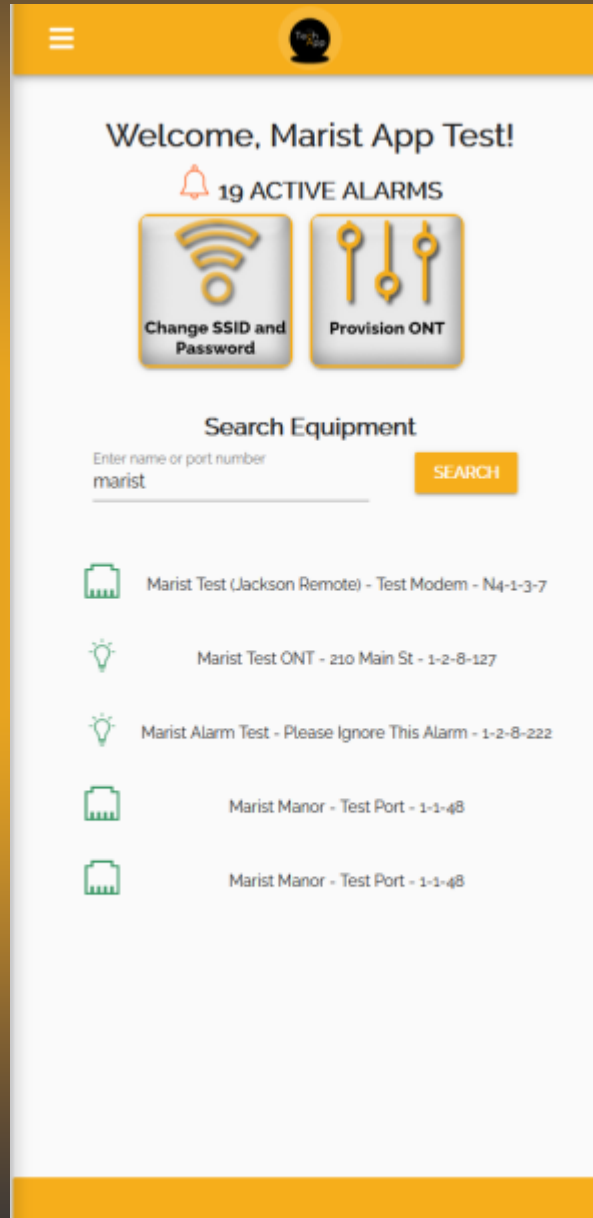 Tech
App
Welcome, Marist App Test!
19 ACTIVE ALARMS
Change SSID and
Password
Provision ONT
Search Equipment
Enter name or port number
marist
SEARCH
Marist Test (Jackson Remote) - Test Modem - N4-1-3-7
Marist Test ONT - 210 Main St - 1-2-8-127
Marist Alarm Test - Please Ignore This Alarm - 1-2-8-222
Marist Manor - Test Port - 1-1-48
Marist Manor - Test Port - 1-1-48